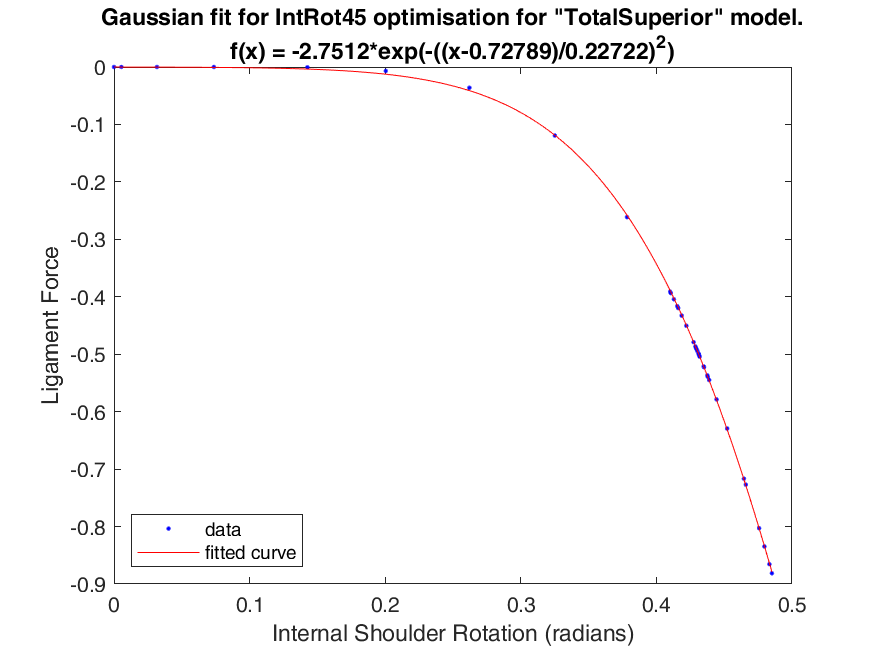 Gaussian fit for IntRot45 optimisation for "TotalSuperior" model.
f(x) = -2.7512*exp(-((x-0.72789)/0.22722)²)
0
-0.1
-0.2
-0.3
-0.4
-0.5
-0.6
-0.7
-0.8
-0.9
Ligament Force
data
fitted curve
0 0.1 0.2 0.3 0.4 0.5
Internal Shoulder Rotation (radians)